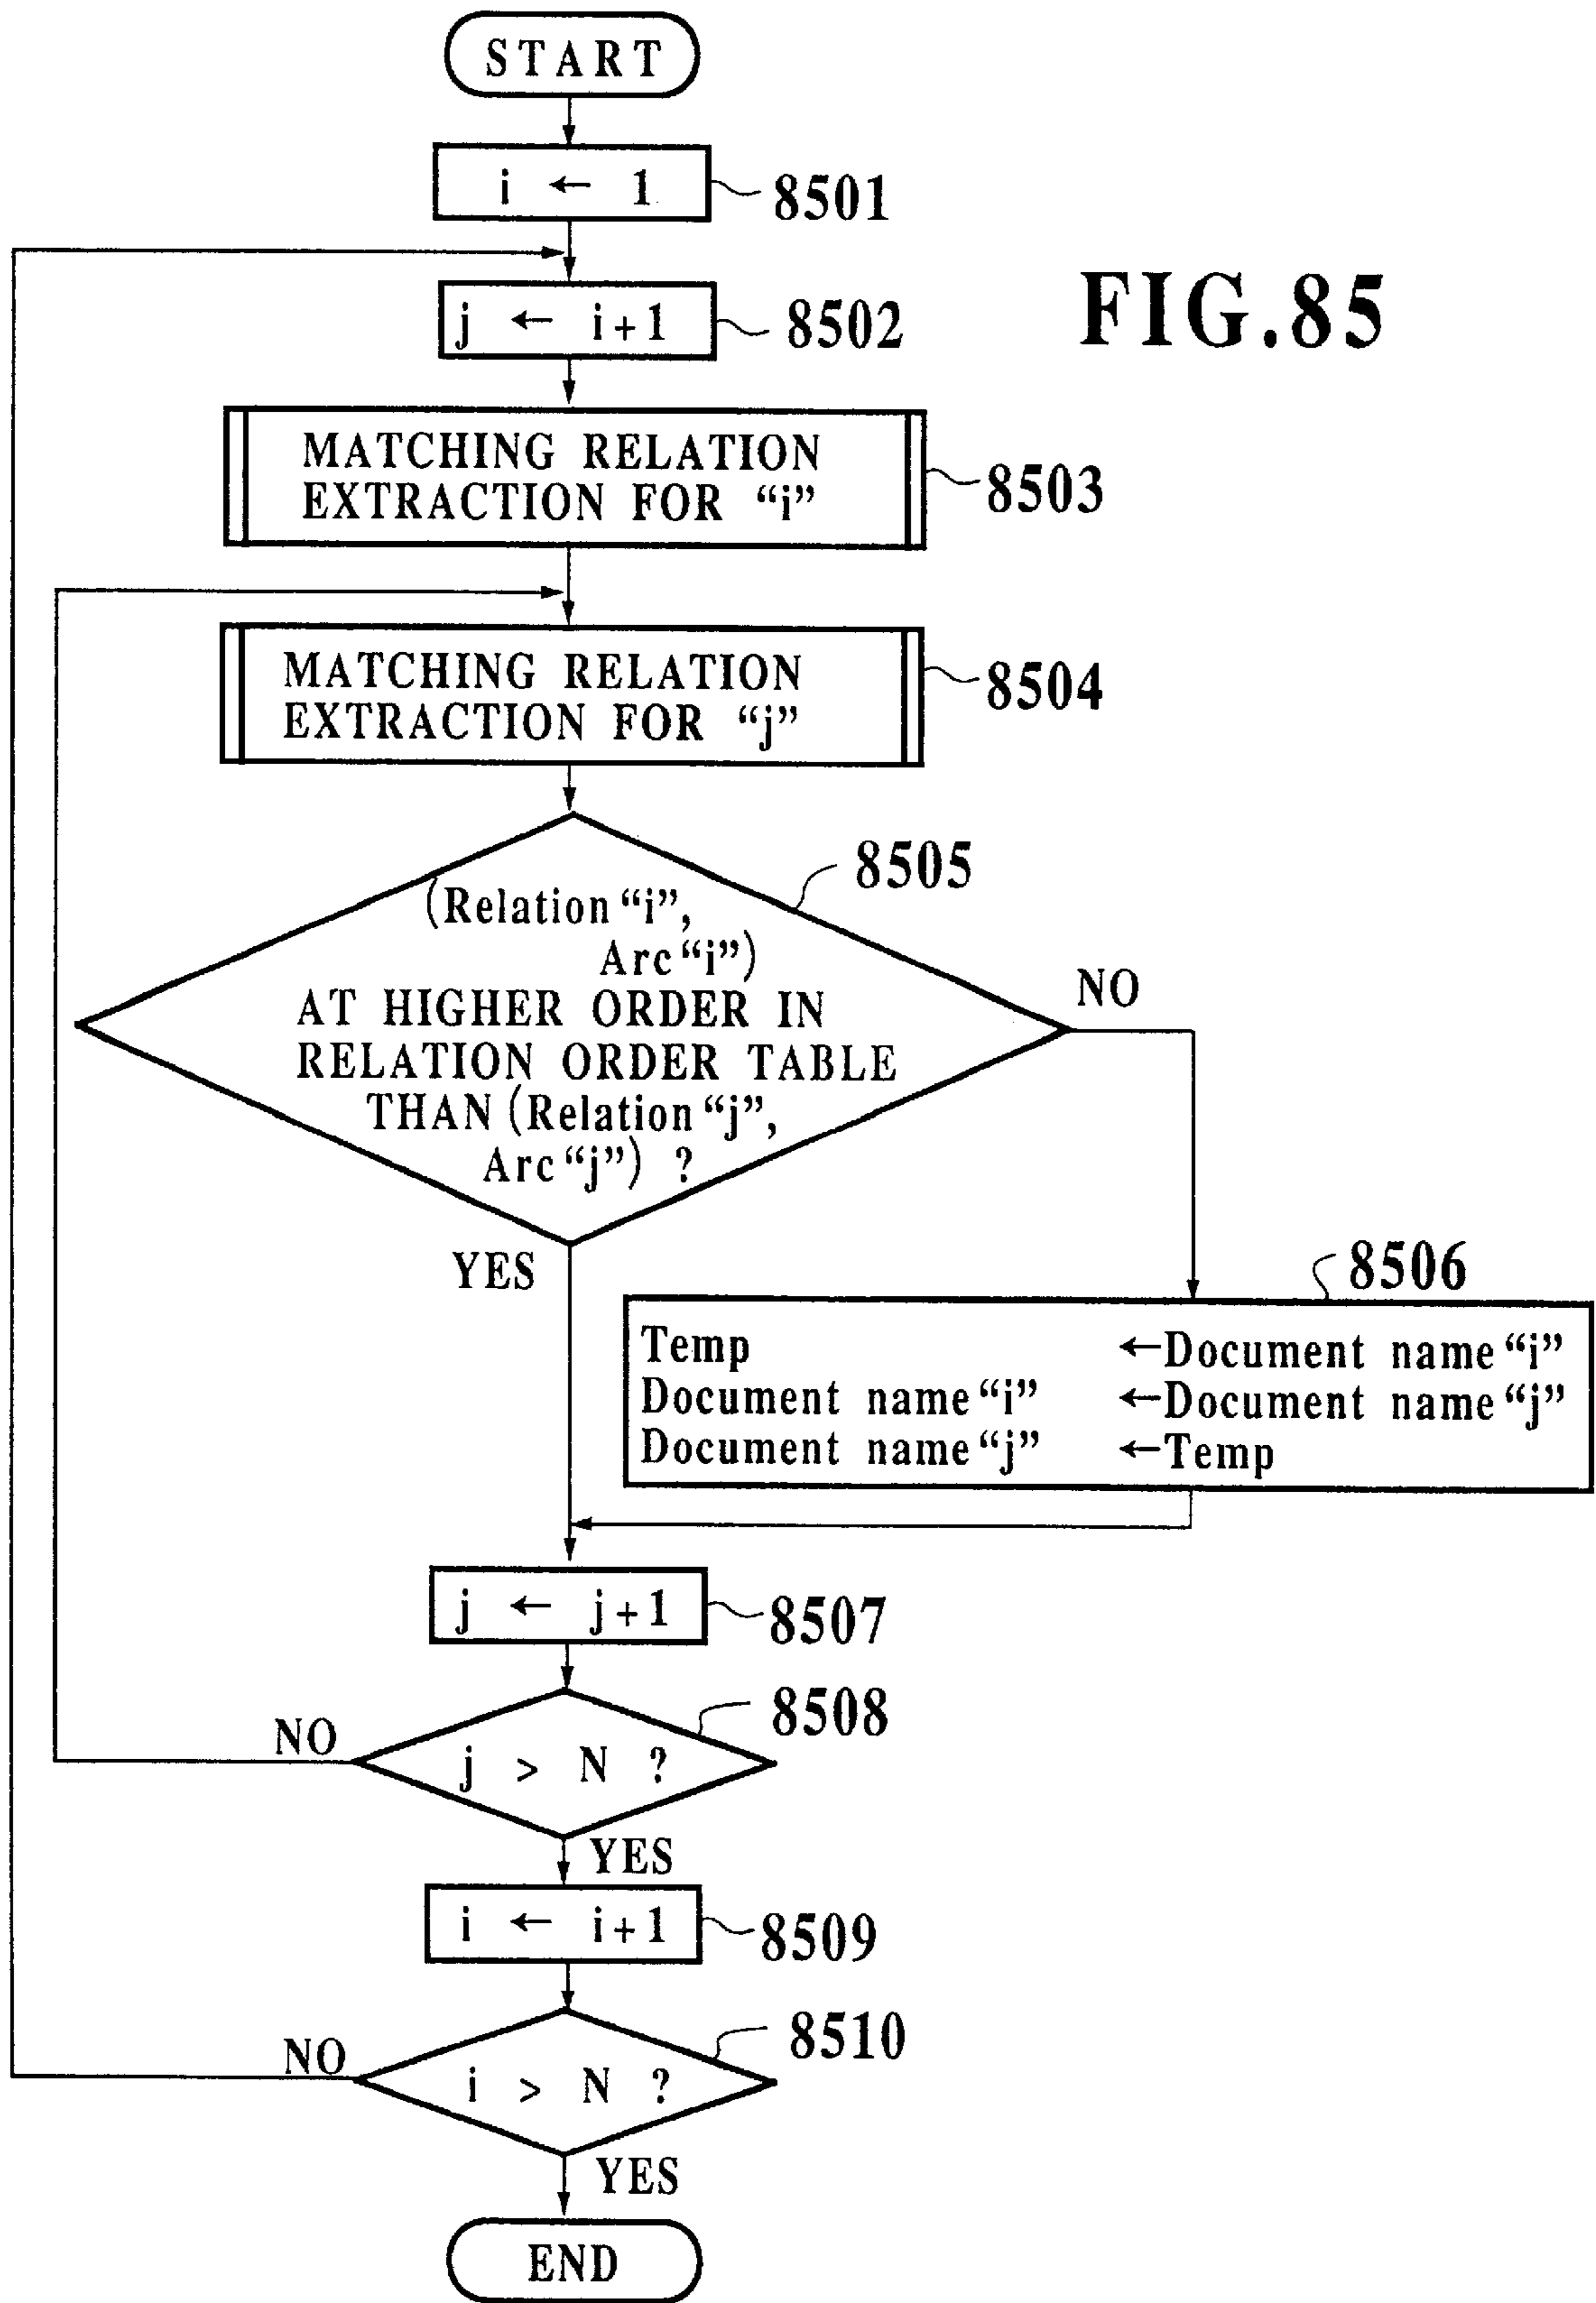 START
i ← 1
8501
FIG.85
j ← i+1
8502
MATCHING RELATION
EXTRACTION FOR “i”
8503
MATCHING RELATION
EXTRACTION FOR “j”
8504
8505
(Relation“i”,
Arc“i”)
AT HIGHER ORDER IN
RELATION ORDER TABLE
THAN (Relation“j”,
Arc“j”) ?
NO
YES
8506
Temp ←Document name“i”
Document name“i” ←Document name“j”
Document name“j” ←Temp
j ← j+1
8507
8508
NO
j > N ?
YES
i ← i+1
8509
8510
NO
i > N ?
YES
END